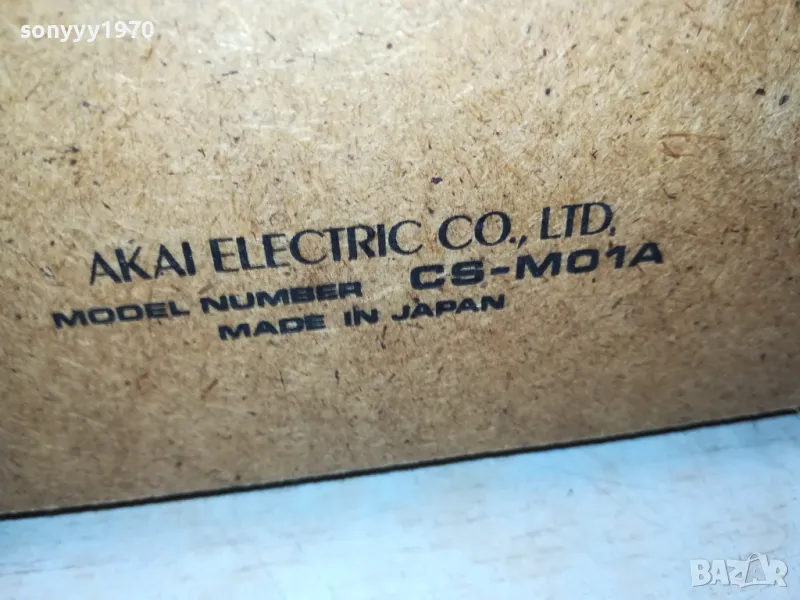 sonyyy1970
AKAI ELECTRIC CO., LTD.
MODEL NUMBER CS-M01A
MADE IN JAPAN
BAZAR